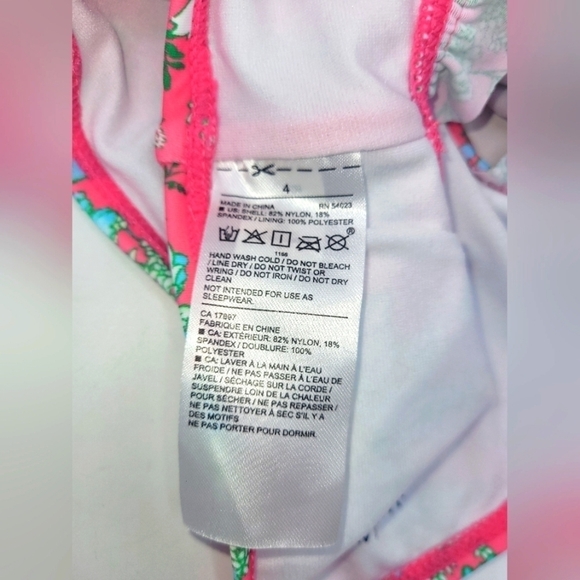 4
MADE IN CHINA RN 54023
US: SHELL: 82% NYLON, 18%
SPANDEX / LINING: 100% POLYESTER
1198
HAND WASH COLD / DO NOT BLEACH
/ LINE DRY / DO NOT TWIST OR
WRING / DO NOT IRON / DO NOT DRY
CLEAN
NOT INTENDED FOR USE AS
SLEEPWEAR.
CA 17897
FABRIQUE EN CHINE
CA: EXTÉRIEUR: 82% NYLON, 18%
SPANDEX / DOUBLURE: 100%
POLYESTER
CA: LAVER À LA MAIN À L'EAU
FROIDE / NE PAS PASSER À L'EAU DE
JAVEL / SÉCHAGE SUR LA CORDE /
SUSPENDRE LOIN DE LA CHALEUR
POUR SÉCHER / NE PAS REPASSER /
NE PAS NETTOYER À SEC S'IL Y A
DES MOTIFS
NE PAS PORTER POUR DORMIR.